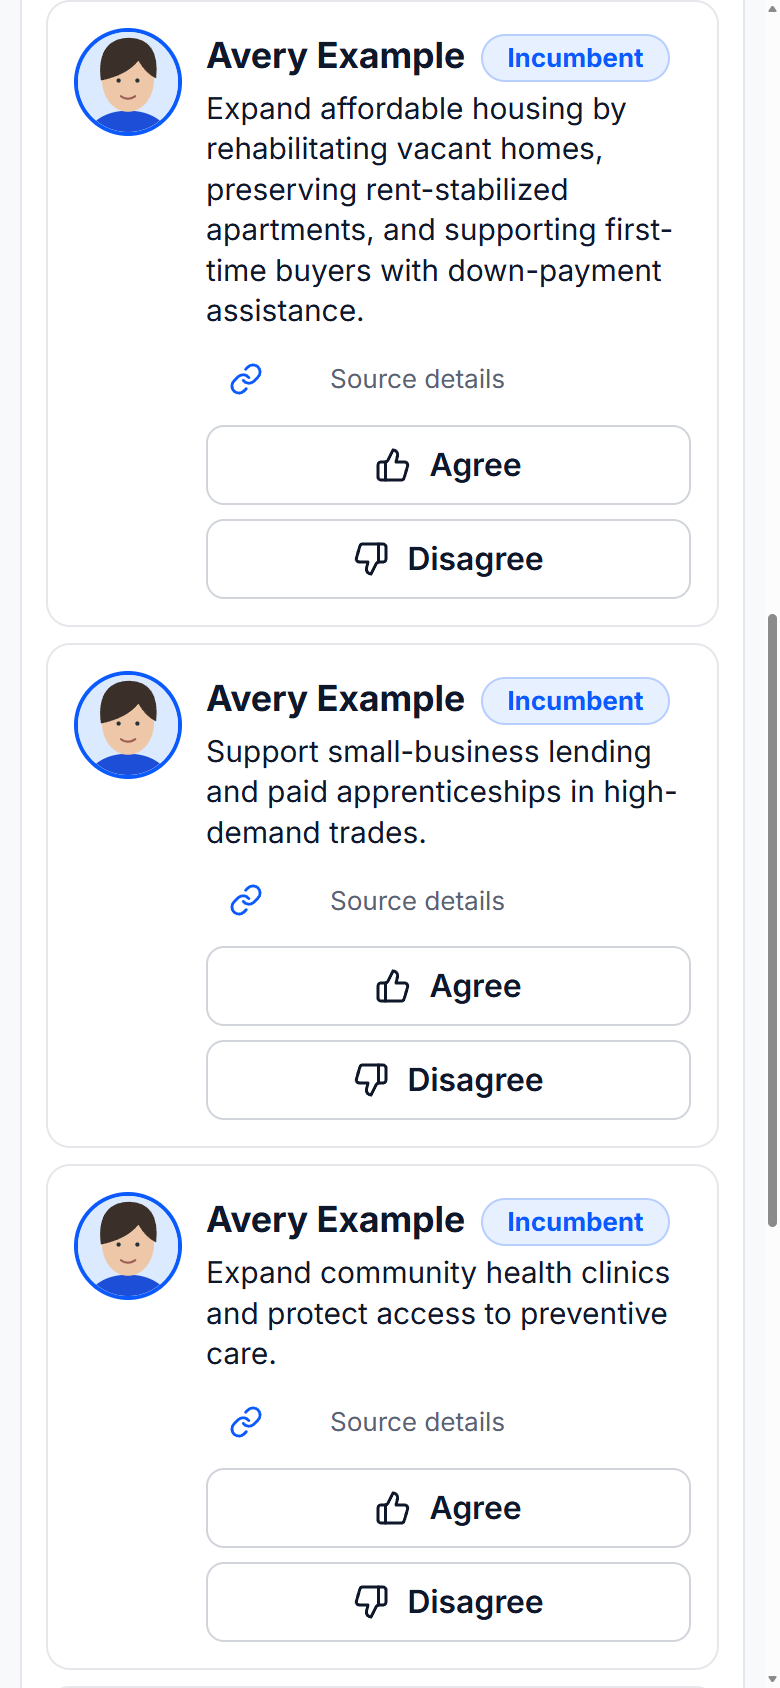 Avery Example Incumbent
Expand affordable housing by
rehabilitating vacant homes,
preserving rent-stabilized
apartments, and supporting first-
time buyers with down-payment
assistance.
Source details
Agree
Disagree
Avery Example Incumbent
Support small-business lending
and paid apprenticeships in high-
demand trades.
Source details
Agree
Disagree
Avery Example Incumbent
Expand community health clinics
and protect access to preventive
care.
Source details
Agree
Disagree